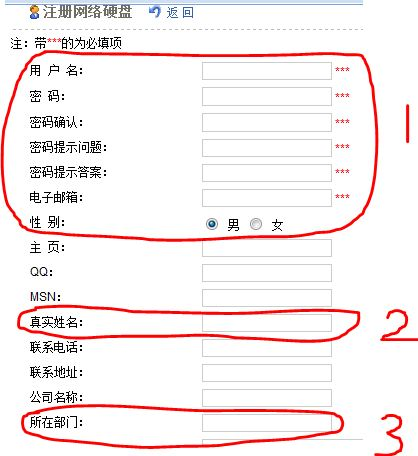 注册网络硬盘 返 回
注：带***的为必填项
用 户 名： ***
密 码： ***
密码确认： ***
密码提示问题： ***
密码提示答案： ***
电子邮箱： ***
性 别： 男 女
主 页：
QQ：
MSN：
真实姓名：
联系电话：
联系地址：
公司名称：
所在部门：
1
2
3